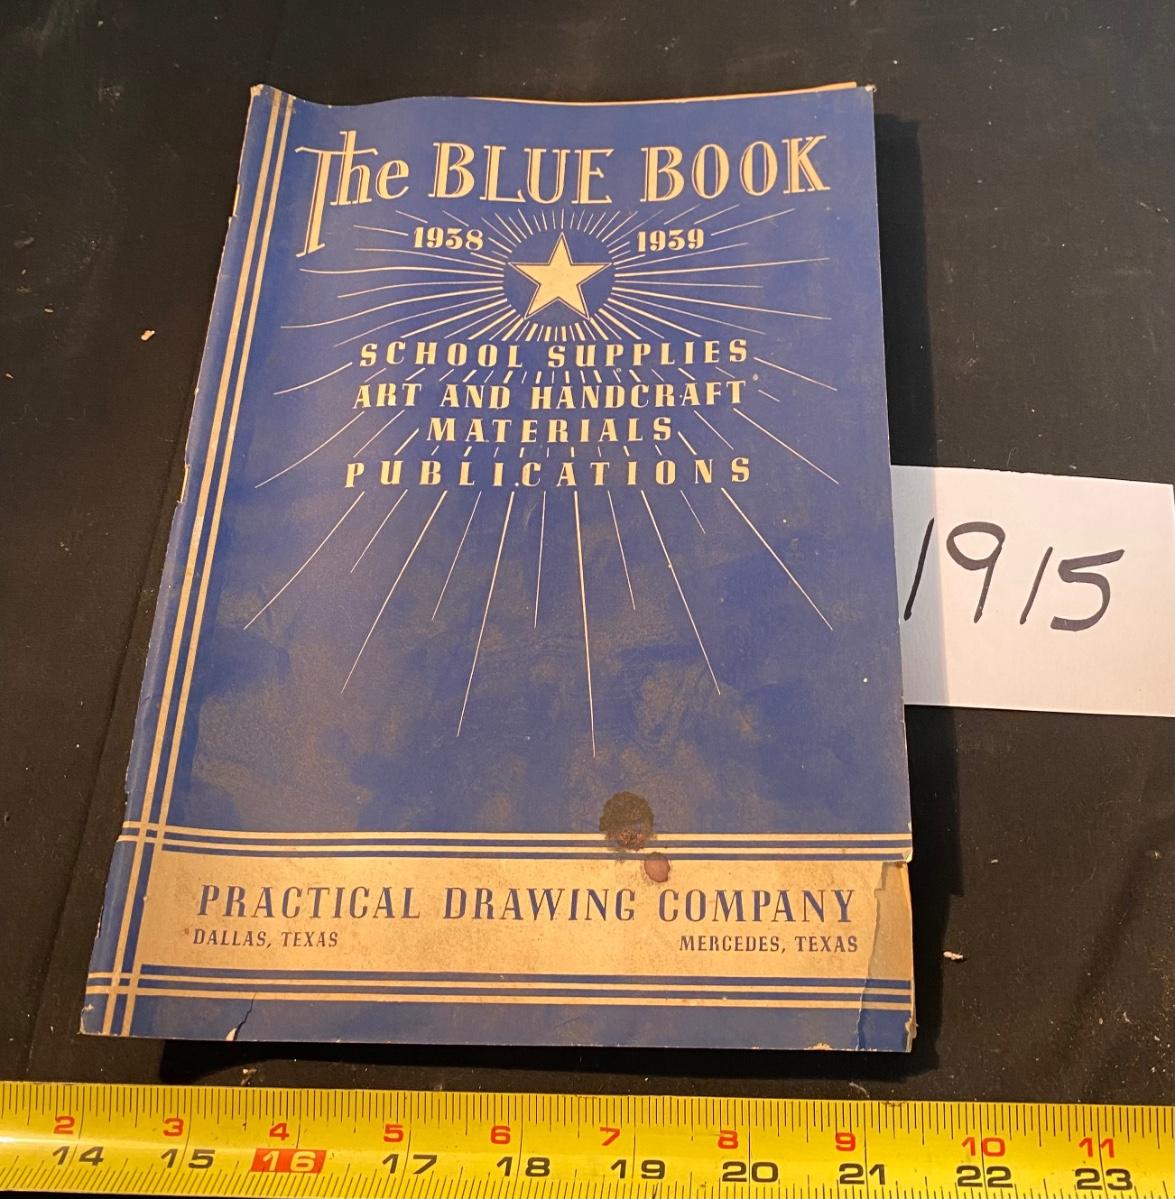 The BLUE BOOK
1938 1939
SCHOOL SUPPLIES
ART AND HANDCRAFT
MATERIALS
PUBLICATIONS
1915
PRACTICAL DRAWING COMPANY
DALLAS, TEXAS MERCEDES, TEXAS
2 3 4 5 6 7 8 9 10 11
14 15 16 17 18 19 20 21 22 23